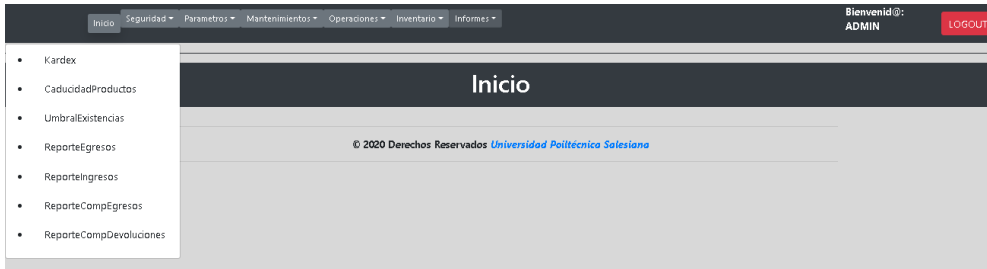 Inicio Seguridad Parametros Mantenimientos Operaciones Inventario Informes
Bienvenid@:
ADMIN
LOGOUT
Kardex
CaducidadProductos
UmbralExistencias
ReporteEgresos
ReporteIngresos
ReporteCompEgresos
ReporteCompDevoluciones
Inicio
© 2020 Derechos Reservados Universidad Poiltécnica Salesiana